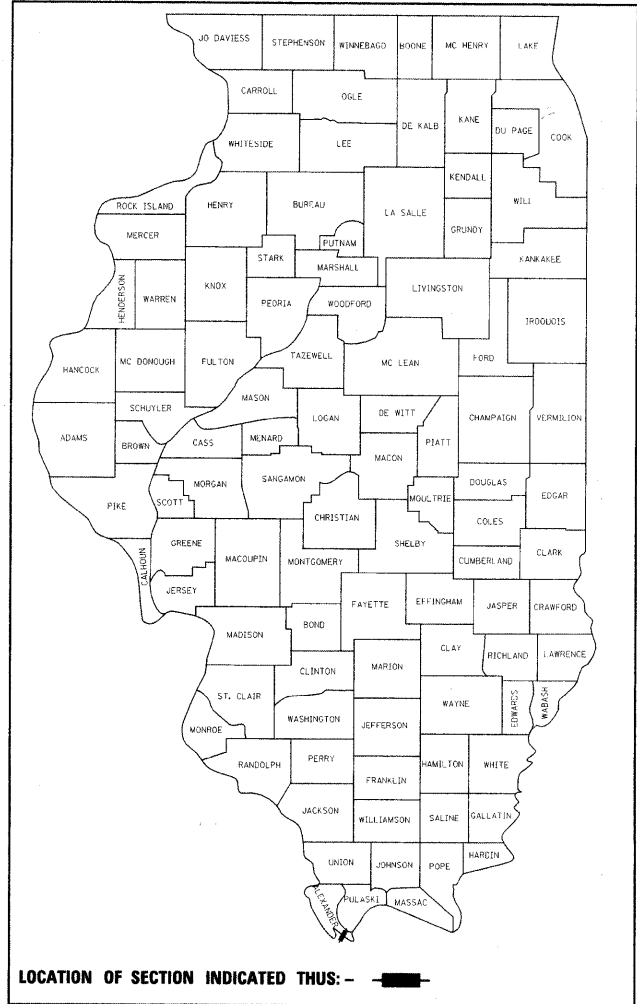 JO DAVIESS STEPHENSON WINNEBAGO BOONE MC HENRY LAKE
CARROLL OGLE DE KALB KANE DU PAGE COOK
WHITESIDE LEE
KENDALL WILL
ROCK ISLAND HENRY BUREAU LA SALLE GRUNDY
MERCER PUTNAM KANKAKEE
STARK MARSHALL
HENDERSON WARREN KNOX PEORIA WOODFORD LIVINGSTON IROQUOIS
HANCOCK MC DONOUGH FULTON TAZEWELL MC LEAN FORD
MASON
SCHUYLER LOGAN DE WITT CHAMPAIGN VERMILION
ADAMS BROWN CASS MENARD MACON PIATT
PIKE SCOTT MORGAN SANGAMON MOULTRIE DOUGLAS EDGAR
CHRISTIAN COLES
CALHOUN GREENE MACOUPIN MONTGOMERY SHELBY CUMBERLAND CLARK
JERSEY FAYETTE EFFINGHAM JASPER CRAWFORD
MADISON BOND
CLAY RICHLAND LAWRENCE
CLINTON MARION
ST. CLAIR WAYNE EDWARDS WABASH
MONROE WASHINGTON JEFFERSON
RANDOLPH PERRY HAMILTON WHITE
FRANKLIN
JACKSON WILLIAMSON SALINE GALLATIN
UNION JOHNSON POPE HARDIN
ALEXANDER PULASKI MASSAC
LOCATION OF SECTION INDICATED THUS: -